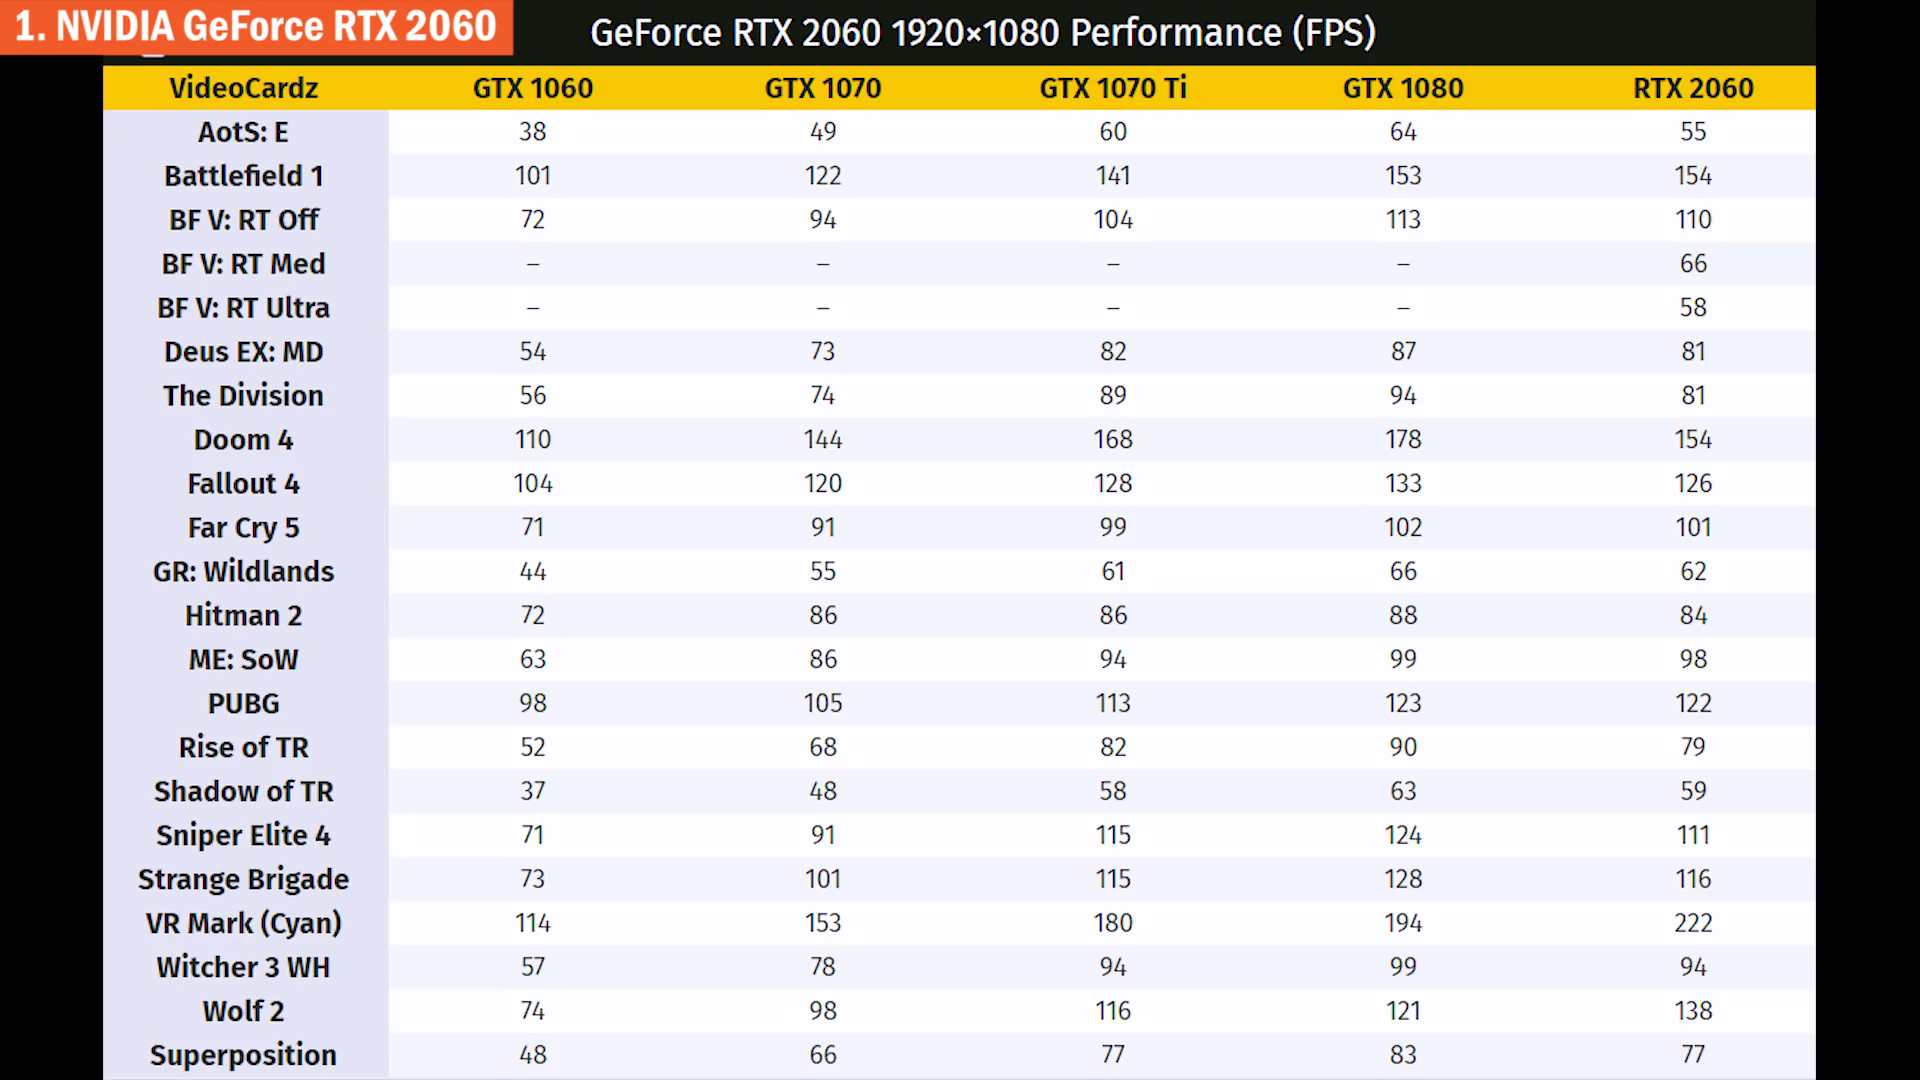 1. NVIDIA GeForce RTX 2060
GeForce RTX 2060 1920×1080 Performance (FPS)
VideoCardz GTX 1060 GTX 1070 GTX 1070 Ti GTX 1080 RTX 2060
AotS: E 38 49 60 64 55
Battlefield 1 101 122 141 153 154
BF V: RT Off 72 94 104 113 110
BF V: RT Med – – – – 66
BF V: RT Ultra – – – – 58
Deus EX: MD 54 73 82 87 81
The Division 56 74 89 94 81
Doom 4 110 144 168 178 154
Fallout 4 104 120 128 133 126
Far Cry 5 71 91 99 102 101
GR: Wildlands 44 55 61 66 62
Hitman 2 72 86 86 88 84
ME: SoW 63 86 94 99 98
PUBG 98 105 113 123 122
Rise of TR 52 68 82 90 79
Shadow of TR 37 48 58 63 59
Sniper Elite 4 71 91 115 124 111
Strange Brigade 73 101 115 128 116
VR Mark (Cyan) 114 153 180 194 222
Witcher 3 WH 57 78 94 99 94
Wolf 2 74 98 116 121 138
Superposition 48 66 77 83 77